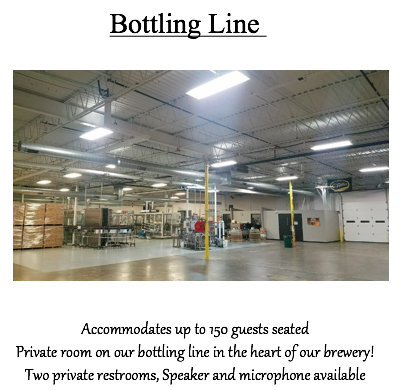 Bottling Line
Accommodates up to 150 guests seated
Private room on our bottling line in the heart of our brewery!
Two private restrooms, Speaker and microphone available